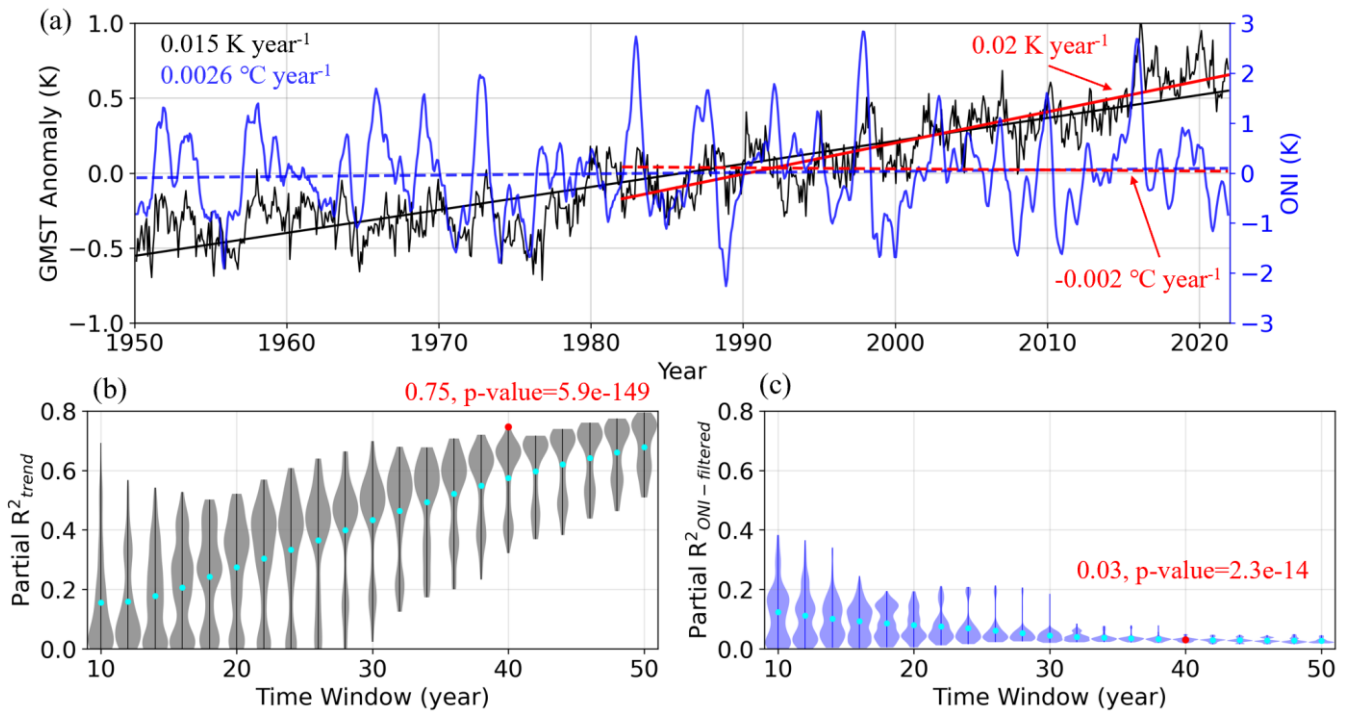 (a)
1.0
0.5
0.0
−0.5
−1.0
GMST Anomaly (K)
0.015 K year-1
0.0026 °C year-1
0.02 K year-1
-0.002 °C year-1
3
2
1
0
−1
−2
−3
ONI (K)
1950 1960 1970 1980 1990 2000 2010 2020
Year
(b)
0.75, p-value=5.9e-149
0.8
0.6
0.4
0.2
0.0
Partial R2trend
10 20 30 40 50
Time Window (year)
(c)
0.03, p-value=2.3e-14
0.8
0.6
0.4
0.2
0.0
Partial R2ONI−filtered
10 20 30 40 50
Time Window (year)